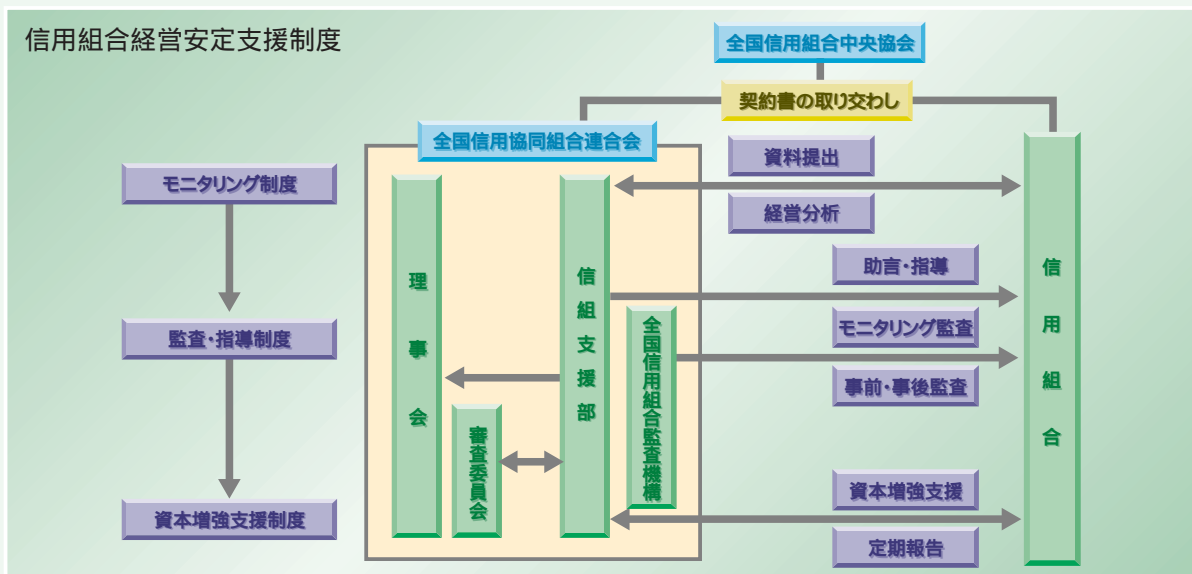 信用組合経営安定支援制度
全国信用組合中央協会
契約書の取り交わし
全国信用協同組合連合会
モニタリング制度
監査・指導制度
資本増強支援制度
理事会
審査委員会
信組支援部
全国信用組合監査機構
資料提出
経営分析
助言・指導
モニタリング監査
事前・事後監査
資本増強支援
定期報告
信用組合